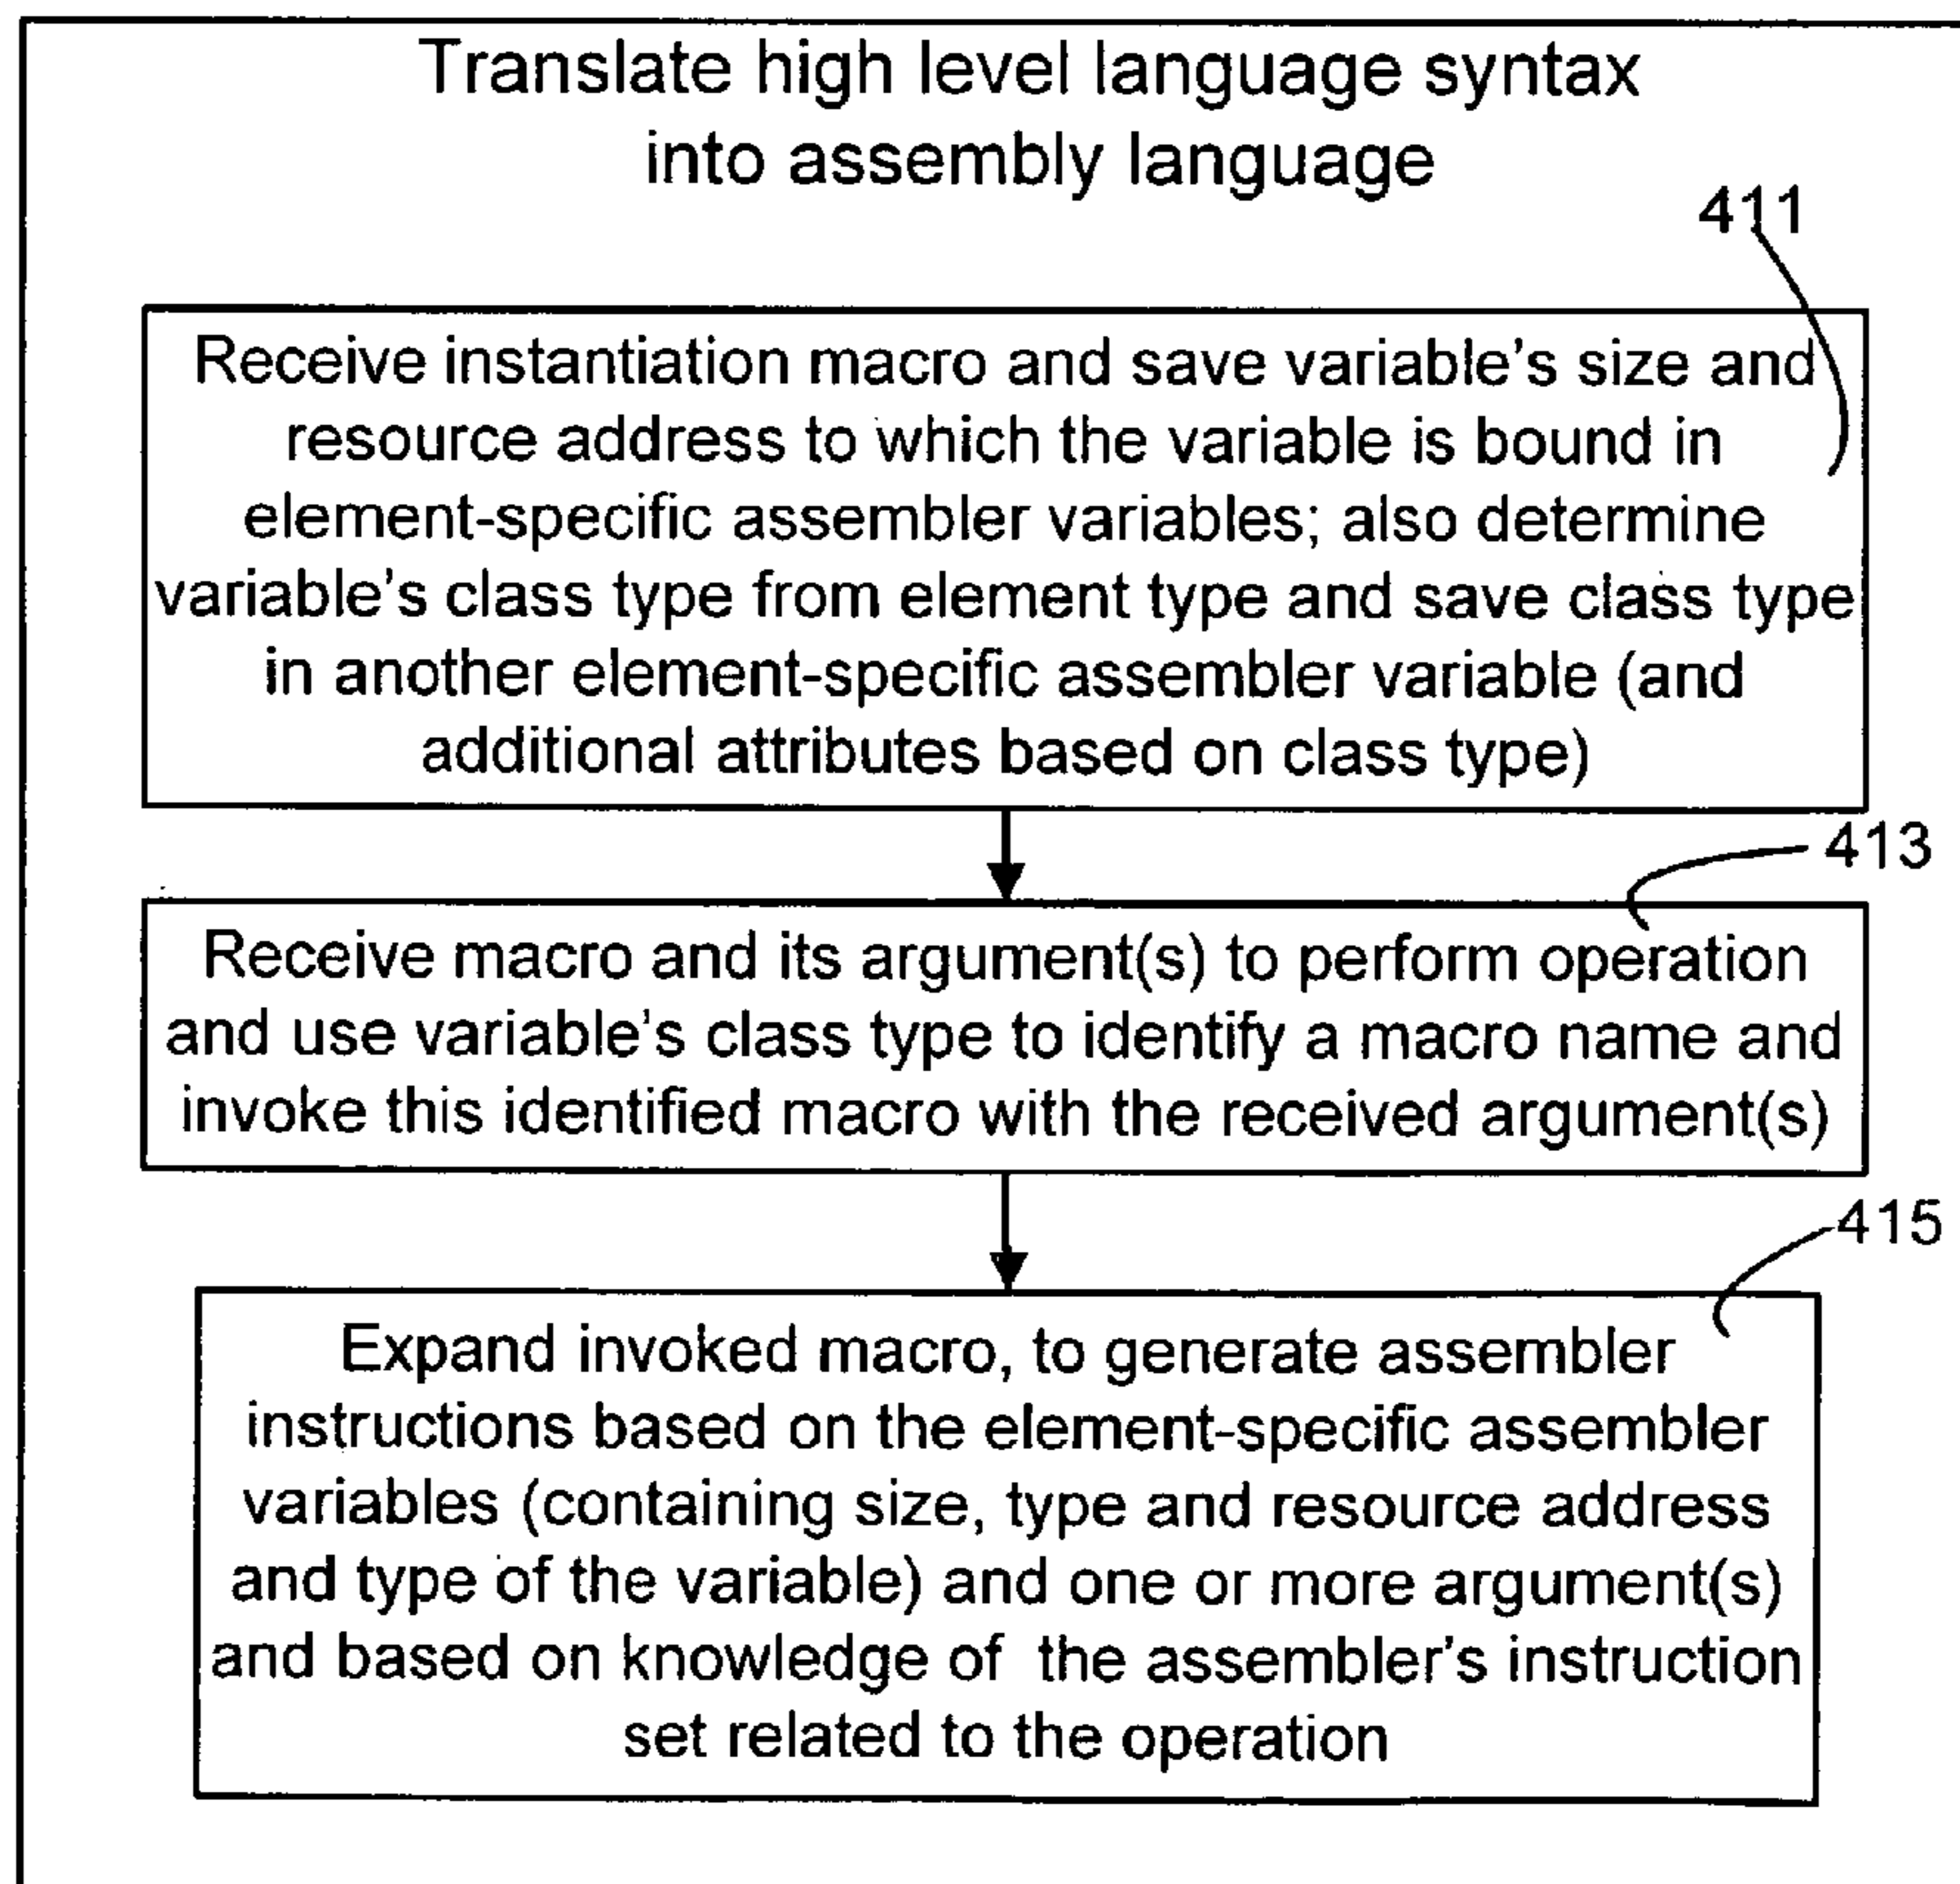 Translate high level language syntax
into assembly language
411
Receive instantiation macro and save variable's size and
resource address to which the variable is bound in
element-specific assembler variables; also determine
variable's class type from element type and save class type
in another element-specific assembler variable (and
additional attributes based on class type)
413
Receive macro and its argument(s) to perform operation
and use variable's class type to identify a macro name and
invoke this identified macro with the received argument(s)
415
Expand invoked macro, to generate assembler
instructions based on the element-specific assembler
variables (containing size, type and resource address
and type of the variable) and one or more argument(s)
and based on knowledge of the assembler's instruction
set related to the operation